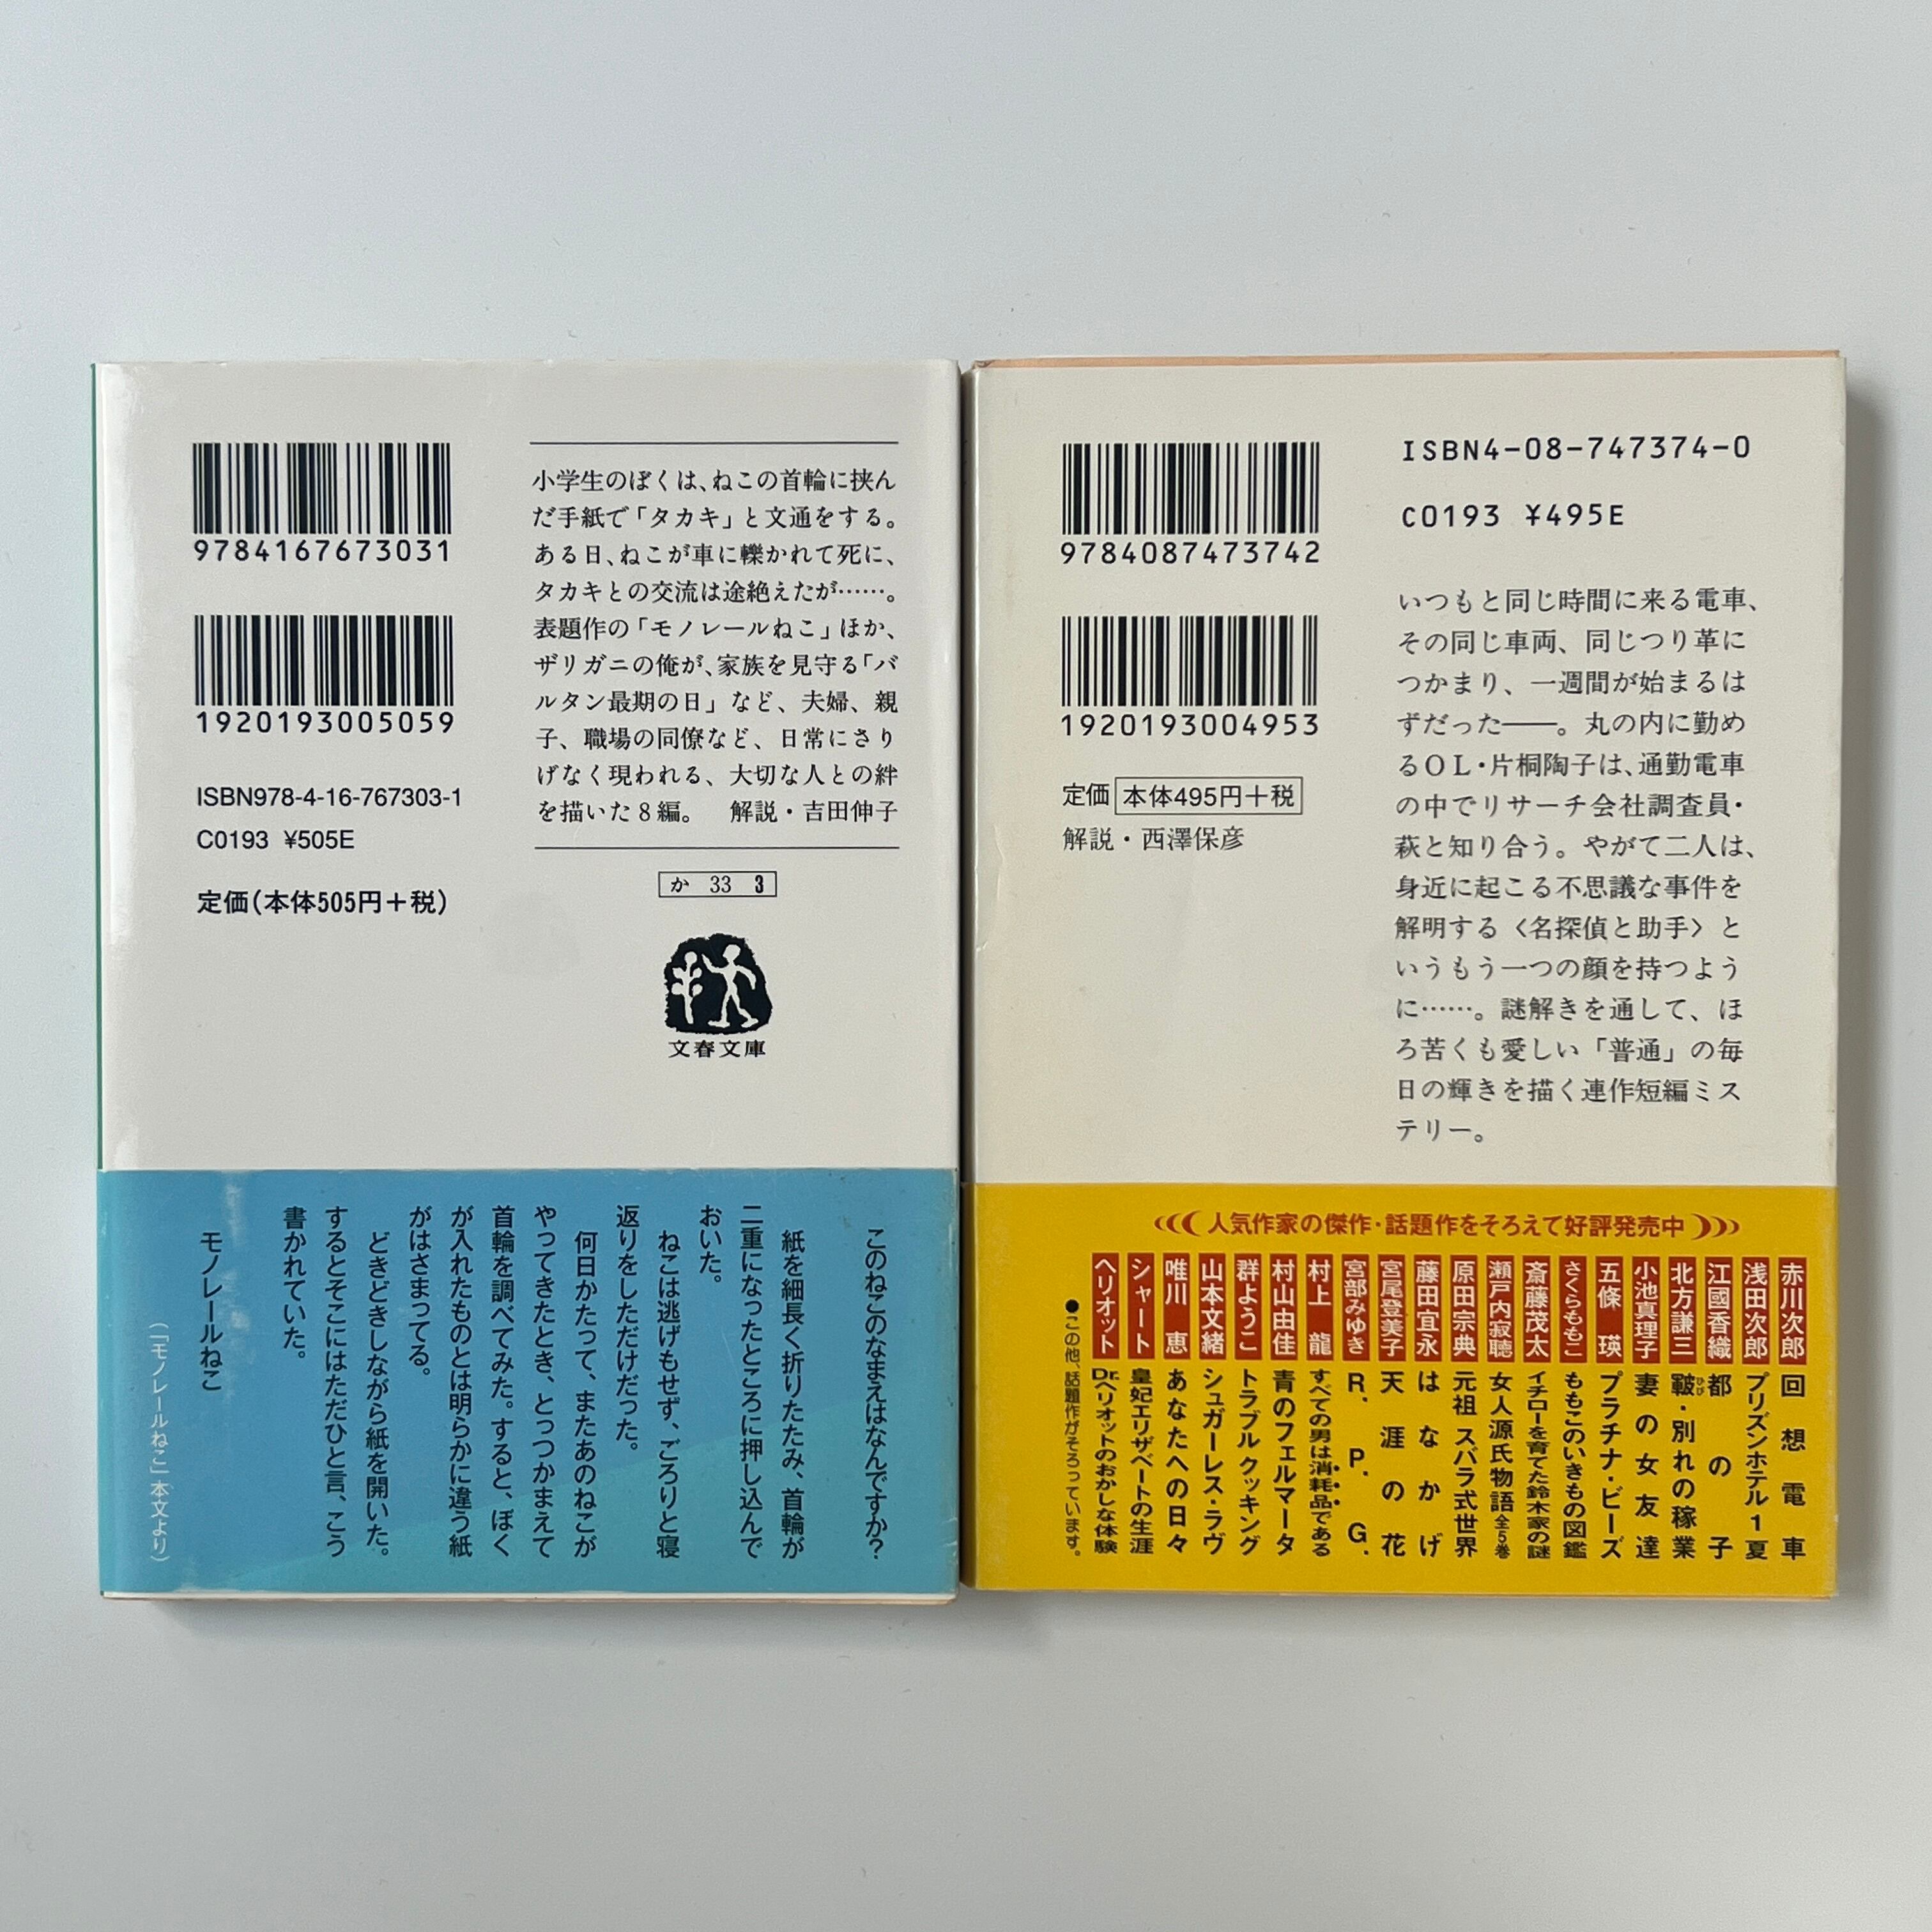 9784167673031
1920193005059
ISBN978-4-16-767303-1
C0193 ¥505E
定価(本体505円+税)
小学生のぼくは、ねこの首輪に挟ん
だ手紙で「タカキ」と文通をする。
ある日、ねこが車に轢かれて死に、
タカキとの交流は途絶えたが……。
表題作の「モノレールねこ」ほか、
ザリガニの俺が、家族を見守る「バ
ルタン最期の日」など、夫婦、親
子、職場の同僚など、日常にさり
げなく現われる、大切な人との絆
を描いた8編。 解説・吉田伸子
か 33 3
文春文庫
このねこのなまえはなんですか?
紙を細長く折りたたみ、首輪が
二重になったところに押し込んで
おいた。
ねこは逃げもせず、ごろりと寝
返りをしただけだった。
何日かたって、またあのねこが
やってきたとき、とっつかまえて
首輪を調べてみた。すると、ぼく
が入れたものとは明らかに違う紙
がはさまってる。
どきどきしながら紙を開いた。
するとそこにはただひと言、こう
書かれていた。
モノレールねこ
(「モノレールねこ」本文より)
9784087473742
1920193004953
定価 本体495円+税
解説・西澤保彦
ISBN4-08-747374-0
C0193 ¥495E
いつもと同じ時間に来る電車、
その同じ車両、同じつり革に
つかまり、一週間が始まるは
ずだった――。丸の内に勤め
るOL・片桐陶子は、通勤電車
の中でリサーチ会社調査員・
萩と知り合う。やがて二人は、
身近に起こる不思議な事件を
解明する〈名探偵と助手〉と
いうもう一つの顔を持つよう
に……。謎解きを通して、ほ
ろ苦くも愛しい「普通」の毎
日の輝きを描く連作短編ミス
テリー。
人気作家の傑作・話題作をそろえて好評発売中
赤川次郎 回想電車
浅田次郎 プリズンホテル 1 夏
江國香織 都の子
北方謙三 皸・別れの稼業
ひび
小池真理子 妻の女友達
五條瑛 プラチナ・ビーズ
さくらももこ ももこのいきもの図鑑
斎藤茂太 イチローを育てた鈴木家の謎
瀬戸内寂聴 女人源氏物語 全5巻
原田宗典 元祖 スバラ式世界
藤田宜永 はなかげ
宮尾登美子 天涯の花
宮部みゆき R.P.G.
村上龍 すべての男は消耗品である
村山由佳 青のフェルマータ
群ようこ トラブル クッキング
山本文緒 シュガーレス・ラヴ
唯川恵 あなたへの日々
シャート 皇妃エリザベートの生涯
ヘリオット Dr.ヘリオットのおかしな体験
●この他、話題作がそろっています。